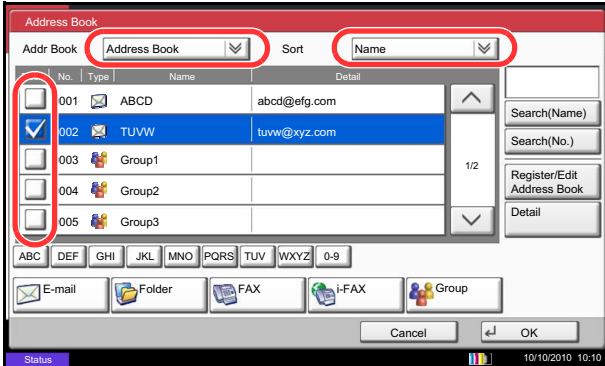 Address Book
Addr Book Address Book Sort Name
No. Type Name Detail
001 ABCD abcd@efg.com
002 TUVW tuvw@xyz.com
003 Group1
004 Group2
005 Group3
1/2
Search(Name)
Search(No.)
Register/Edit
Address Book
Detail
ABC DEF GHI JKL MNO PQRS TUV WXYZ 0-9
E-mail Folder FAX i-FAX Group
Cancel OK
Status 10/10/2010 10:10